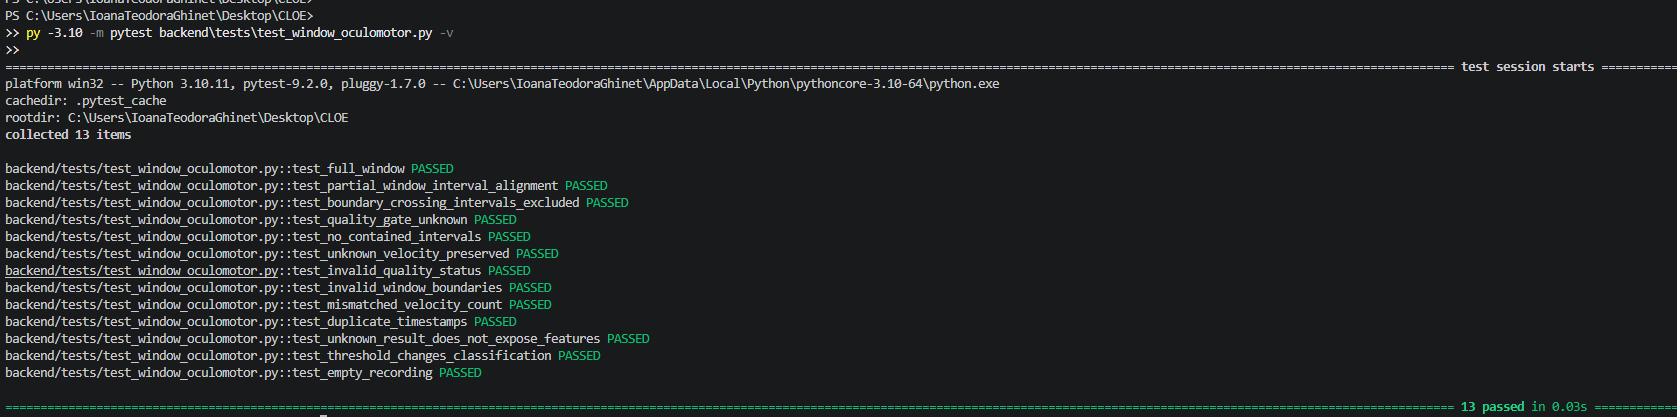 PS C:\Users\IoanaTeodoraGhinet\Desktop\CLOE>
PS C:\Users\IoanaTeodoraGhinet\Desktop\CLOE>
>> py -3.10 -m pytest backend\tests\test_window_oculomotor.py -v
>>
test session starts
platform win32 -- Python 3.10.11, pytest-9.2.0, pluggy-1.7.0 -- C:\Users\IoanaTeodoraGhinet\AppData\Local\Python\pythoncore-3.10-64\python.exe
cachedir: .pytest_cache
rootdir: C:\Users\IoanaTeodoraGhinet\Desktop\CLOE
collected 13 items
backend/tests/test_window_oculomotor.py::test_full_window PASSED
backend/tests/test_window_oculomotor.py::test_partial_window_interval_alignment PASSED
backend/tests/test_window_oculomotor.py::test_boundary_crossing_intervals_excluded PASSED
backend/tests/test_window_oculomotor.py::test_quality_gate_unknown PASSED
backend/tests/test_window_oculomotor.py::test_no_contained_intervals PASSED
backend/tests/test_window_oculomotor.py::test_unknown_velocity_preserved PASSED
backend/tests/test_window_oculomotor.py::test_invalid_quality_status PASSED
backend/tests/test_window_oculomotor.py::test_invalid_window_boundaries PASSED
backend/tests/test_window_oculomotor.py::test_mismatched_velocity_count PASSED
backend/tests/test_window_oculomotor.py::test_duplicate_timestamps PASSED
backend/tests/test_window_oculomotor.py::test_unknown_result_does_not_expose_features PASSED
backend/tests/test_window_oculomotor.py::test_threshold_changes_classification PASSED
backend/tests/test_window_oculomotor.py::test_empty_recording PASSED
13 passed in 0.03s